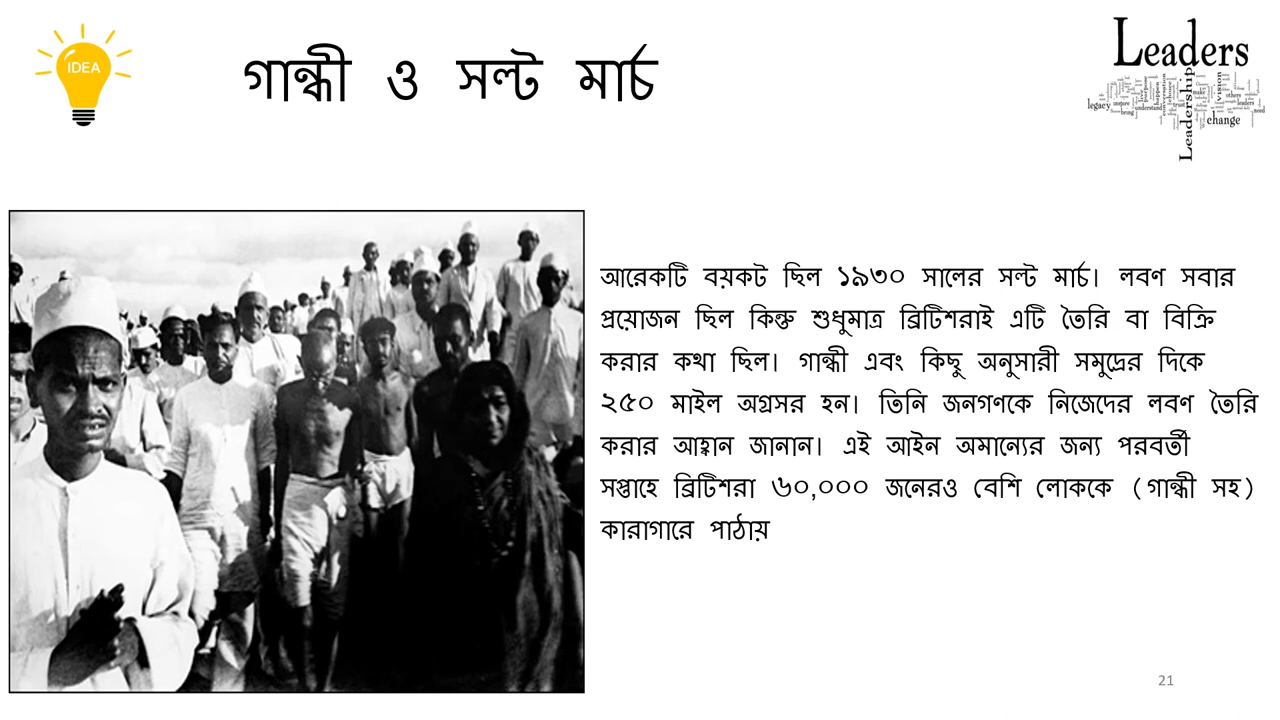 IDEA
গান্ধী ও সল্ট মার্চ
Leaders
legacy
Leadership
change
আরেকটি বয়কট ছিল ১৯৩০ সালের সল্ট মার্চ। লবণ সবার
প্রয়োজন ছিল কিন্তু শুধুমাত্র ব্রিটিশরাই এটি তৈরি বা বিক্রি
করার কথা ছিল। গান্ধী এবং কিছু অনুসারী সমুদ্রের দিকে
২৫০ মাইল অগ্রসর হন। তিনি জনগণকে নিজেদের লবণ তৈরি
করার আহ্বান জানান। এই আইন অমান্যের জন্য পরবর্তী
সপ্তাহে ব্রিটিশরা ৬০,০০০ জনেরও বেশি লোককে (গান্ধী সহ)
কারাগারে পাঠায়
21